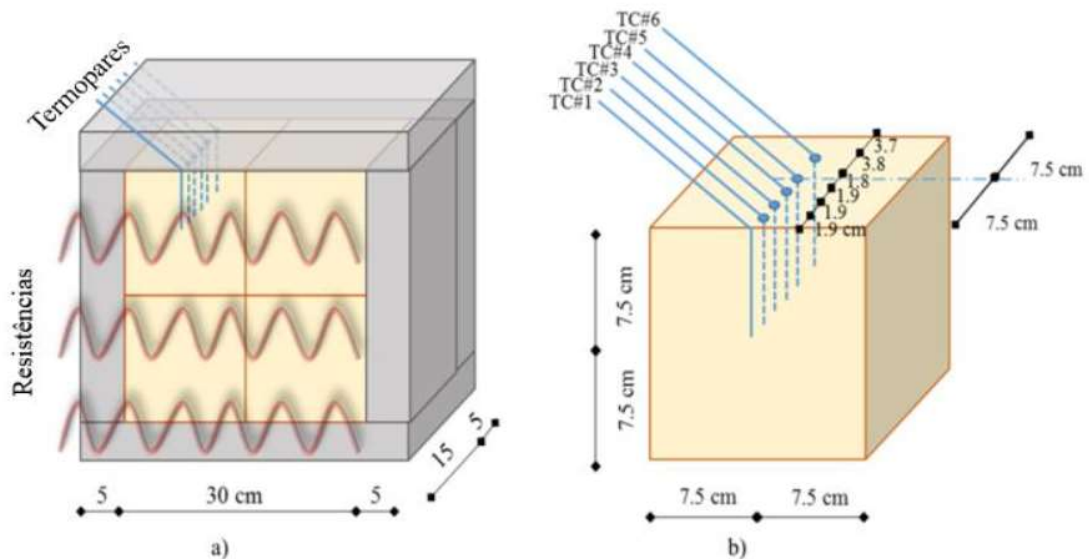 Termopares
Resistências
5
30 cm
5
15
5
a)
TC#6
TC#5
TC#4
TC#3
TC#2
TC#1
3.7
3.8
1.8
1.9
1.9
1.9 cm
7.5 cm
7.5 cm
7.5 cm
7.5 cm
7.5 cm
7.5 cm
b)